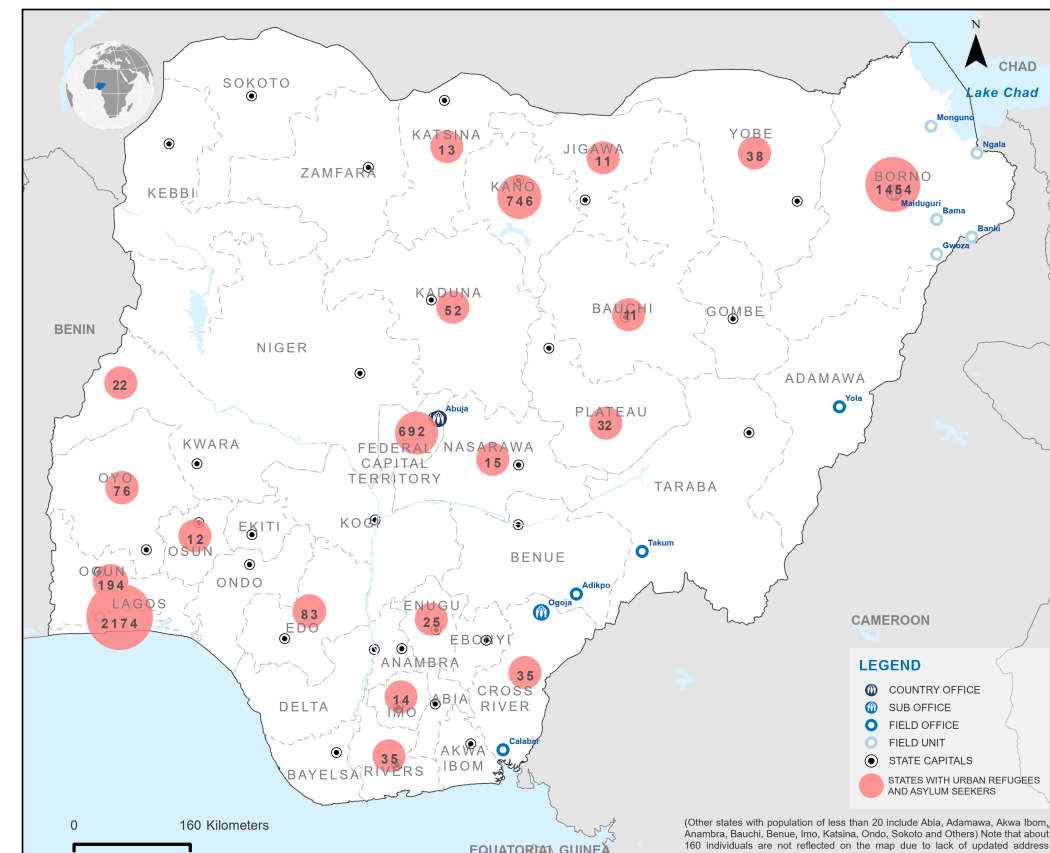 N
CHAD
Lake Chad
SOKOTO
Monguno
KATSINA
13
YOBE
38
JIGAWA
11
Ngala
ZAMFARA
KEBBI
KANO
746
BORNO
1454
Maiduguri
Bama
Banki
Gwoza
KADUNA
52
BAUCHI
11
GOMBE
BENIN
NIGER
22
ADAMAWA
Yola
Abuja
692
FEDERAL
CAPITAL
TERRITORY
NASARAWA
15
PLATEAU
32
KWARA
OYO
76
TARABA
KOGI
12
OSUN
EKITI
BENUE
Takum
OGUN
194
ONDO
Adikpo
LAGOS
2174
83
EDO
ENUGU
25
Ogoja
EBONYI
CAMEROON
ANAMBRA
35
CROSS
RIVER
14
IMO
ABIA
DELTA
Calabar
AKWA
IBOM
35
RIVERS
BAYELSA
LEGEND
COUNTRY OFFICE
SUB OFFICE
FIELD OFFICE
FIELD UNIT
STATE CAPITALS
STATES WITH URBAN REFUGEES
AND ASYLUM SEEKERS
0 160 Kilometers
EQUATORIAL GUINEA
(Other states with population of less than 20 include Abia, Adamawa, Akwa Ibom,
Anambra, Bauchi, Benue, Imo, Katsina, Ondo, Sokoto and Others) Note that about
160 individuals are not reflected on the map due to lack of updated address